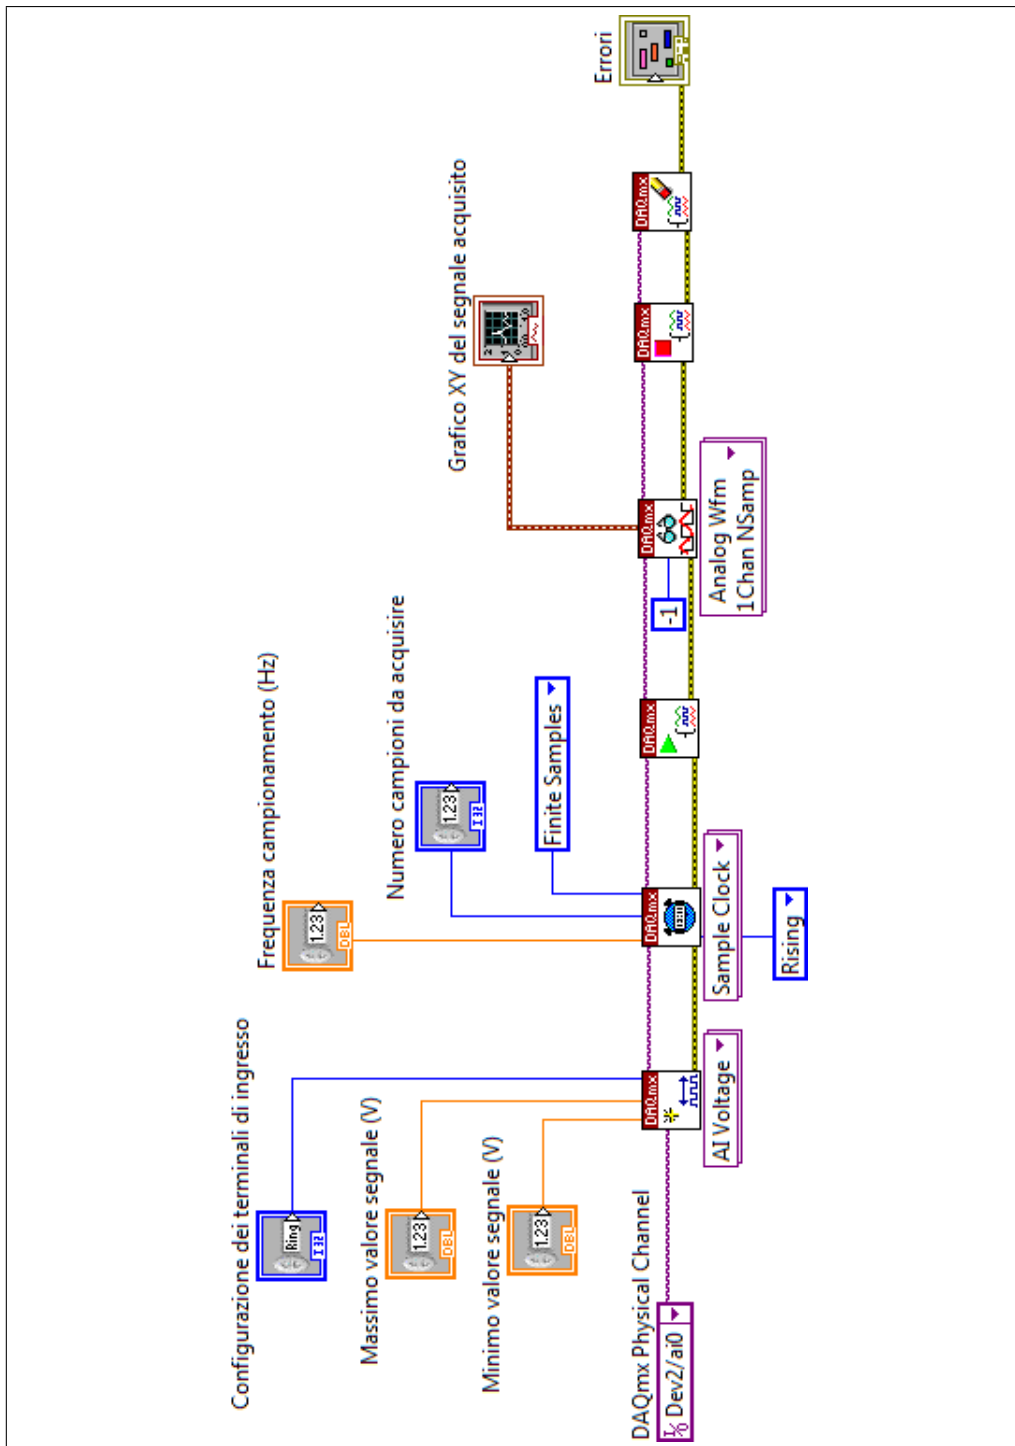 Configurazione dei terminali di ingresso
Ring
I32
Massimo valore segnale (V)
1.23
DBL
Minimo valore segnale (V)
1.23
DBL
DAQmx Physical Channel
I/O Dev2/ai0
DAQmx
AI Voltage
Frequenza campionamento (Hz)
1.23
DBL
Numero campioni da acquisire
1.23
I32
Finite Samples
DAQmx
Sample Clock
Rising
DAQmx
-1
DAQmx
Analog Wfm
1Chan NSamp
Grafico XY del segnale acquisito
DAQmx
DAQmx
Errori